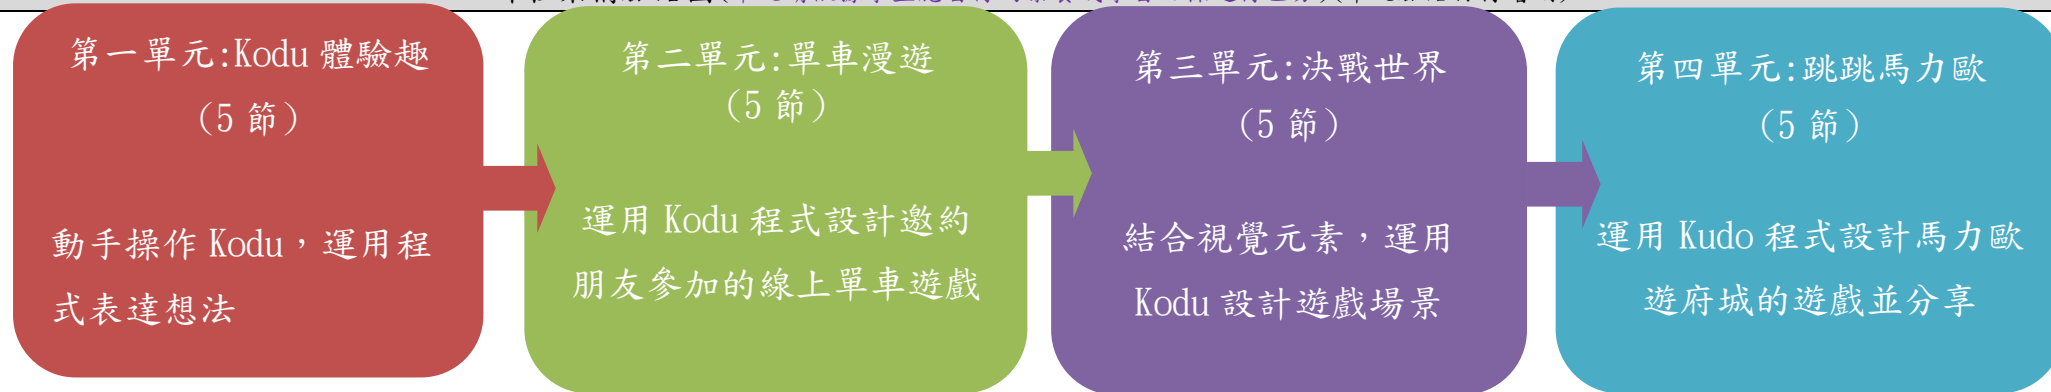 第一單元:Kodu 體驗趣
(5 節)
動手操作 Kodu，運用程
式表達想法
第二單元:單車漫遊
(5 節)
運用 Kodu 程式設計邀約
朋友參加的線上單車遊戲
第三單元:決戰世界
(5 節)
結合視覺元素，運用
Kodu 設計遊戲場景
第四單元:跳跳馬力歐
(5 節)
運用 Kudo 程式設計馬力歐
遊府城的遊戲並分享